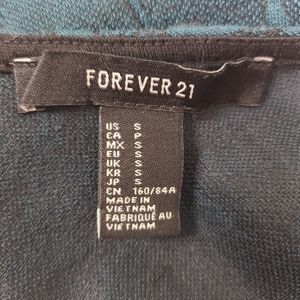 FOREVER 21
US S
CA P
MX S
EU S
UK S
KR S
JP S
CN 160/84A
MADE IN
VIETNAM
FABRIQUÉ AU
VIETNAM